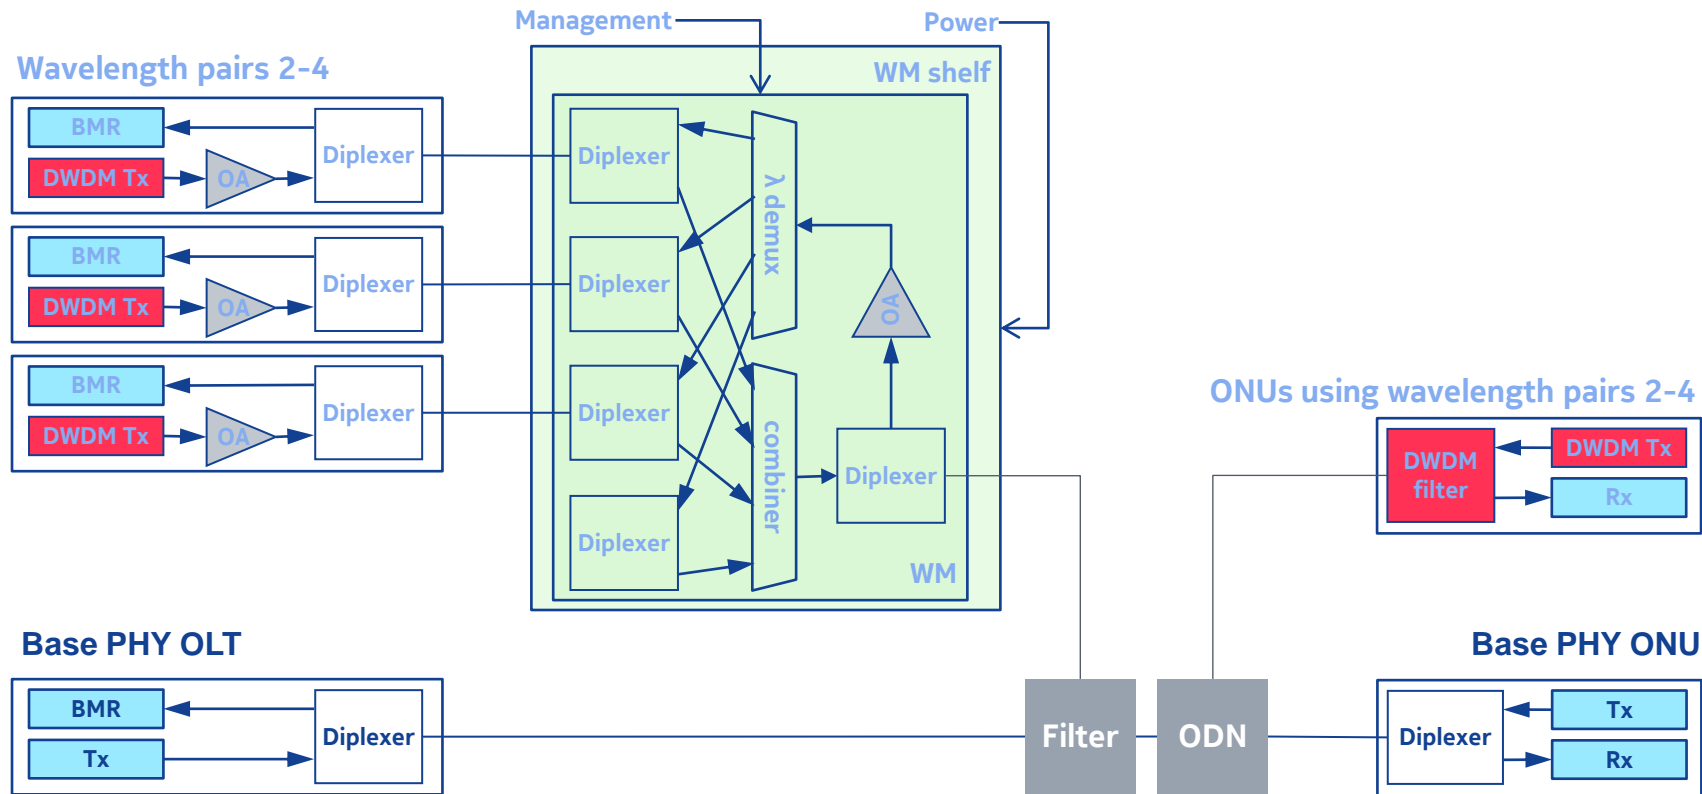 Management
Power
Wavelength pairs 2-4
WM shelf
BMR
DWDM Tx
OA
Diplexer
Diplexer
λ demux
BMR
DWDM Tx
OA
Diplexer
Diplexer
OA
BMR
DWDM Tx
OA
Diplexer
Diplexer
combiner
Diplexer
Diplexer
WM
ONUs using wavelength pairs 2-4
DWDM
filter
DWDM Tx
Rx
Base PHY OLT
BMR
Tx
Diplexer
Filter
ODN
Base PHY ONU
Diplexer
Tx
Rx